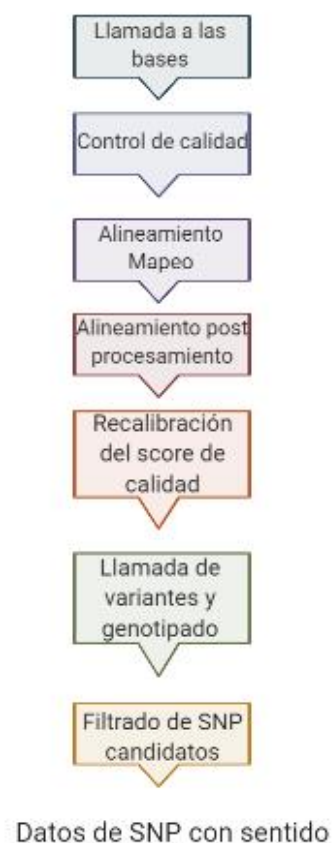 Llamada a las
bases
Control de calidad
Alineamiento
Mapeo
Alineamiento post
procesamiento
Recalibración
del score de
calidad
Llamada de
variantes y
genotipado
Filtrado de SNP
candidatos
Datos de SNP con sentido